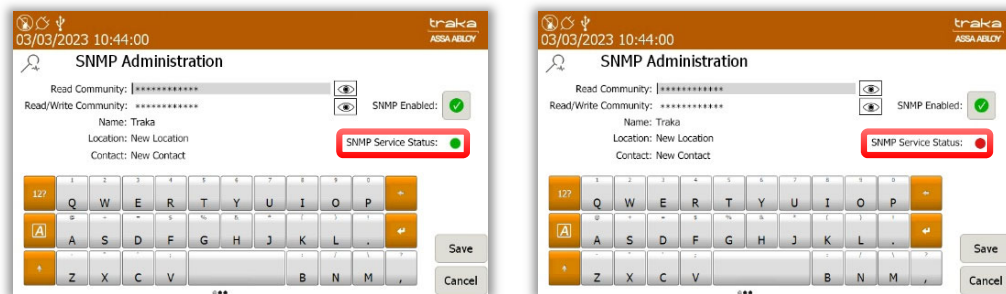 traka
03/03/2023 10:44:00
ASSA ABLOY
SNMP Administration
Read Community: ************
Read/Write Community: ************
SNMP Enabled:
Name: Traka
Location: New Location
SNMP Service Status:
Contact: New Contact
123
Q W E R T Y U I O P
A
A S D F G H J K L .
Z X C V B N M ,
Save
Cancel
traka
03/03/2023 10:44:00
ASSA ABLOY
SNMP Administration
Read Community: ************
Read/Write Community: ************
SNMP Enabled:
Name: Traka
Location: New Location
SNMP Service Status:
Contact: New Contact
123
Q W E R T Y U I O P
A
A S D F G H J K L .
Z X C V B N M ,
Save
Cancel